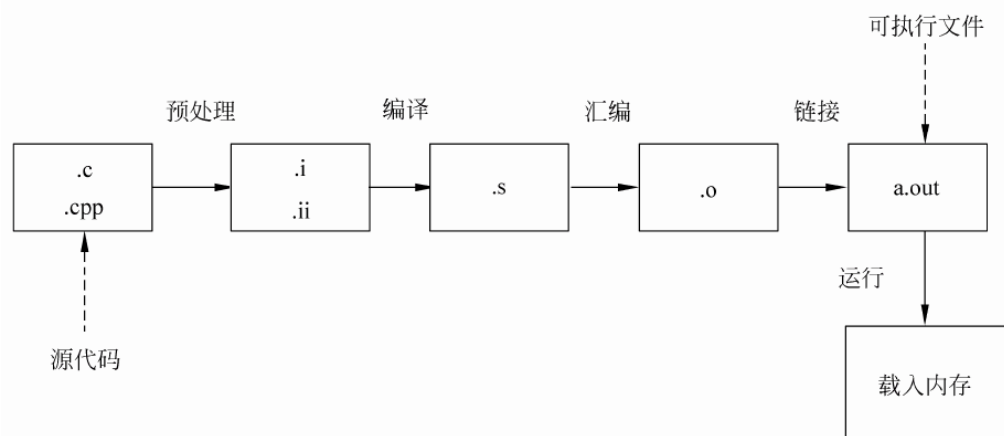 可执行文件
预处理
编译
汇编
链接
.c
.cpp
.i
.ii
.s
.o
a.out
运行
源代码
载入内存